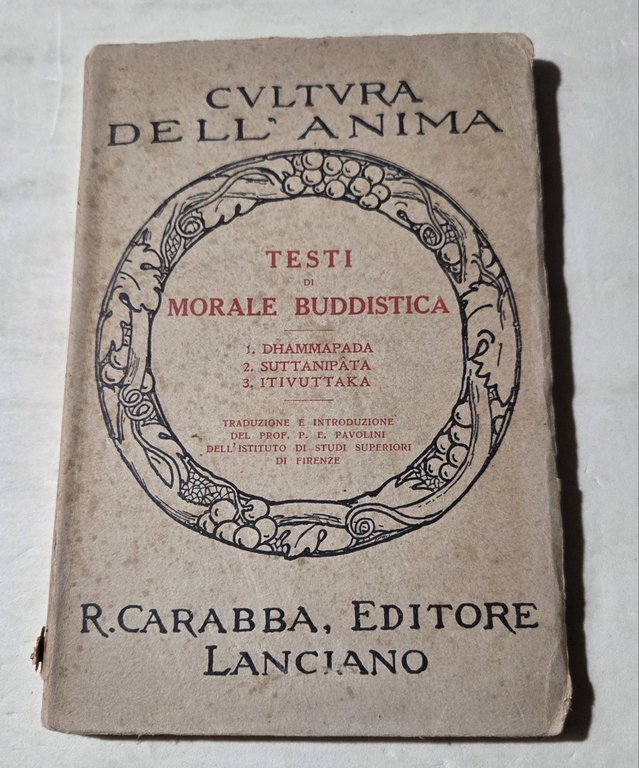 CVLTVRA
DELL'ANIMA
TESTI
DI
MORALE BUDDISTICA
1. DHAMMAPADA
2. SUTTANIPÂTA
3. ITIVUTTAKA
TRADUZIONE E INTRODUZIONE
DEL PROF. P. E. PAVOLINI
DELL'ISTITUTO DI STUDI SUPERIORI
DI FIRENZE
R. CARABBA, EDITORE
LANCIANO